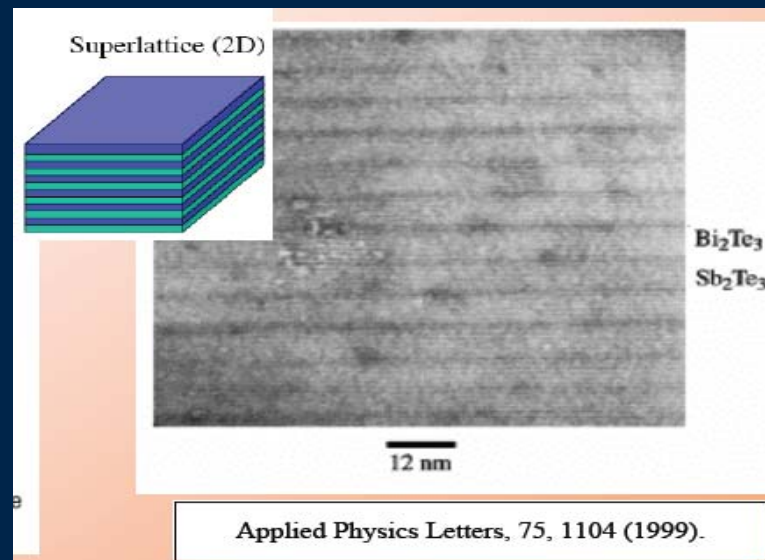 Superlattice (2D)
Bi₂Te₃
Sb₂Te₃
12 nm
e
Applied Physics Letters, 75, 1104 (1999).